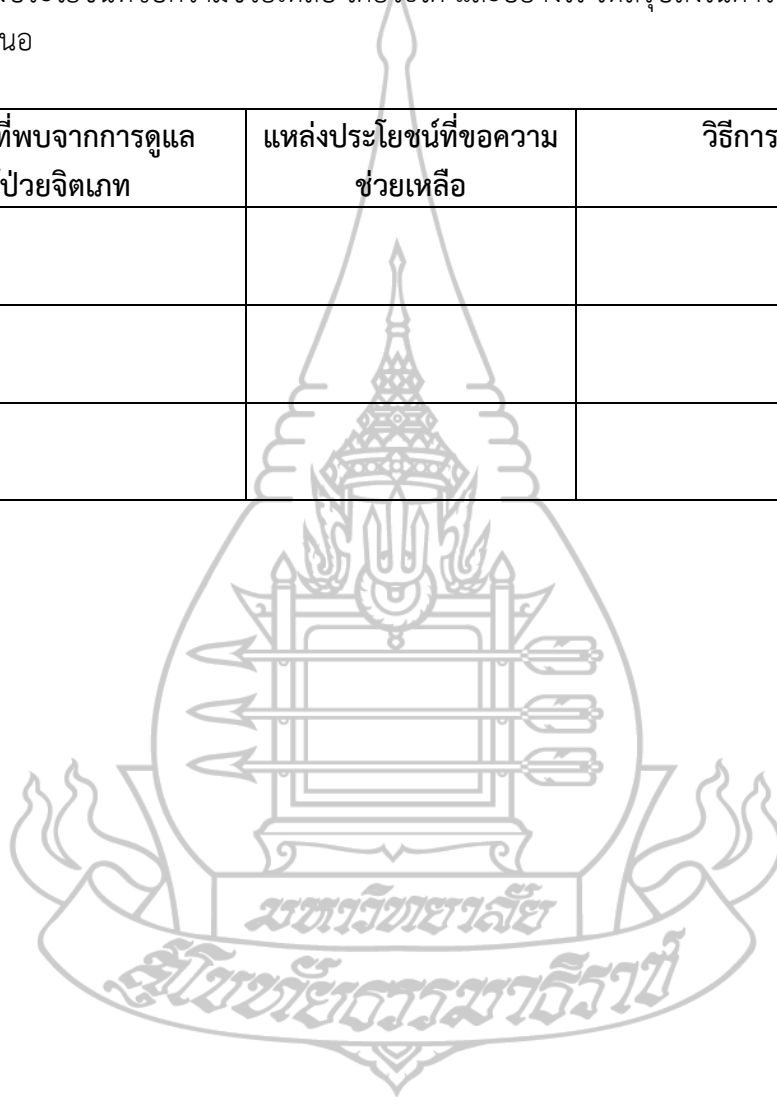 นอ
ที่พบจากการดูแล
ป่วยจิตเภท
แหล่งประโยชน์ที่ขอความ
ช่วยเหลือ
วิธีการ
มหาวิทยาลัย
สุโขทัยธรรมาธิราช